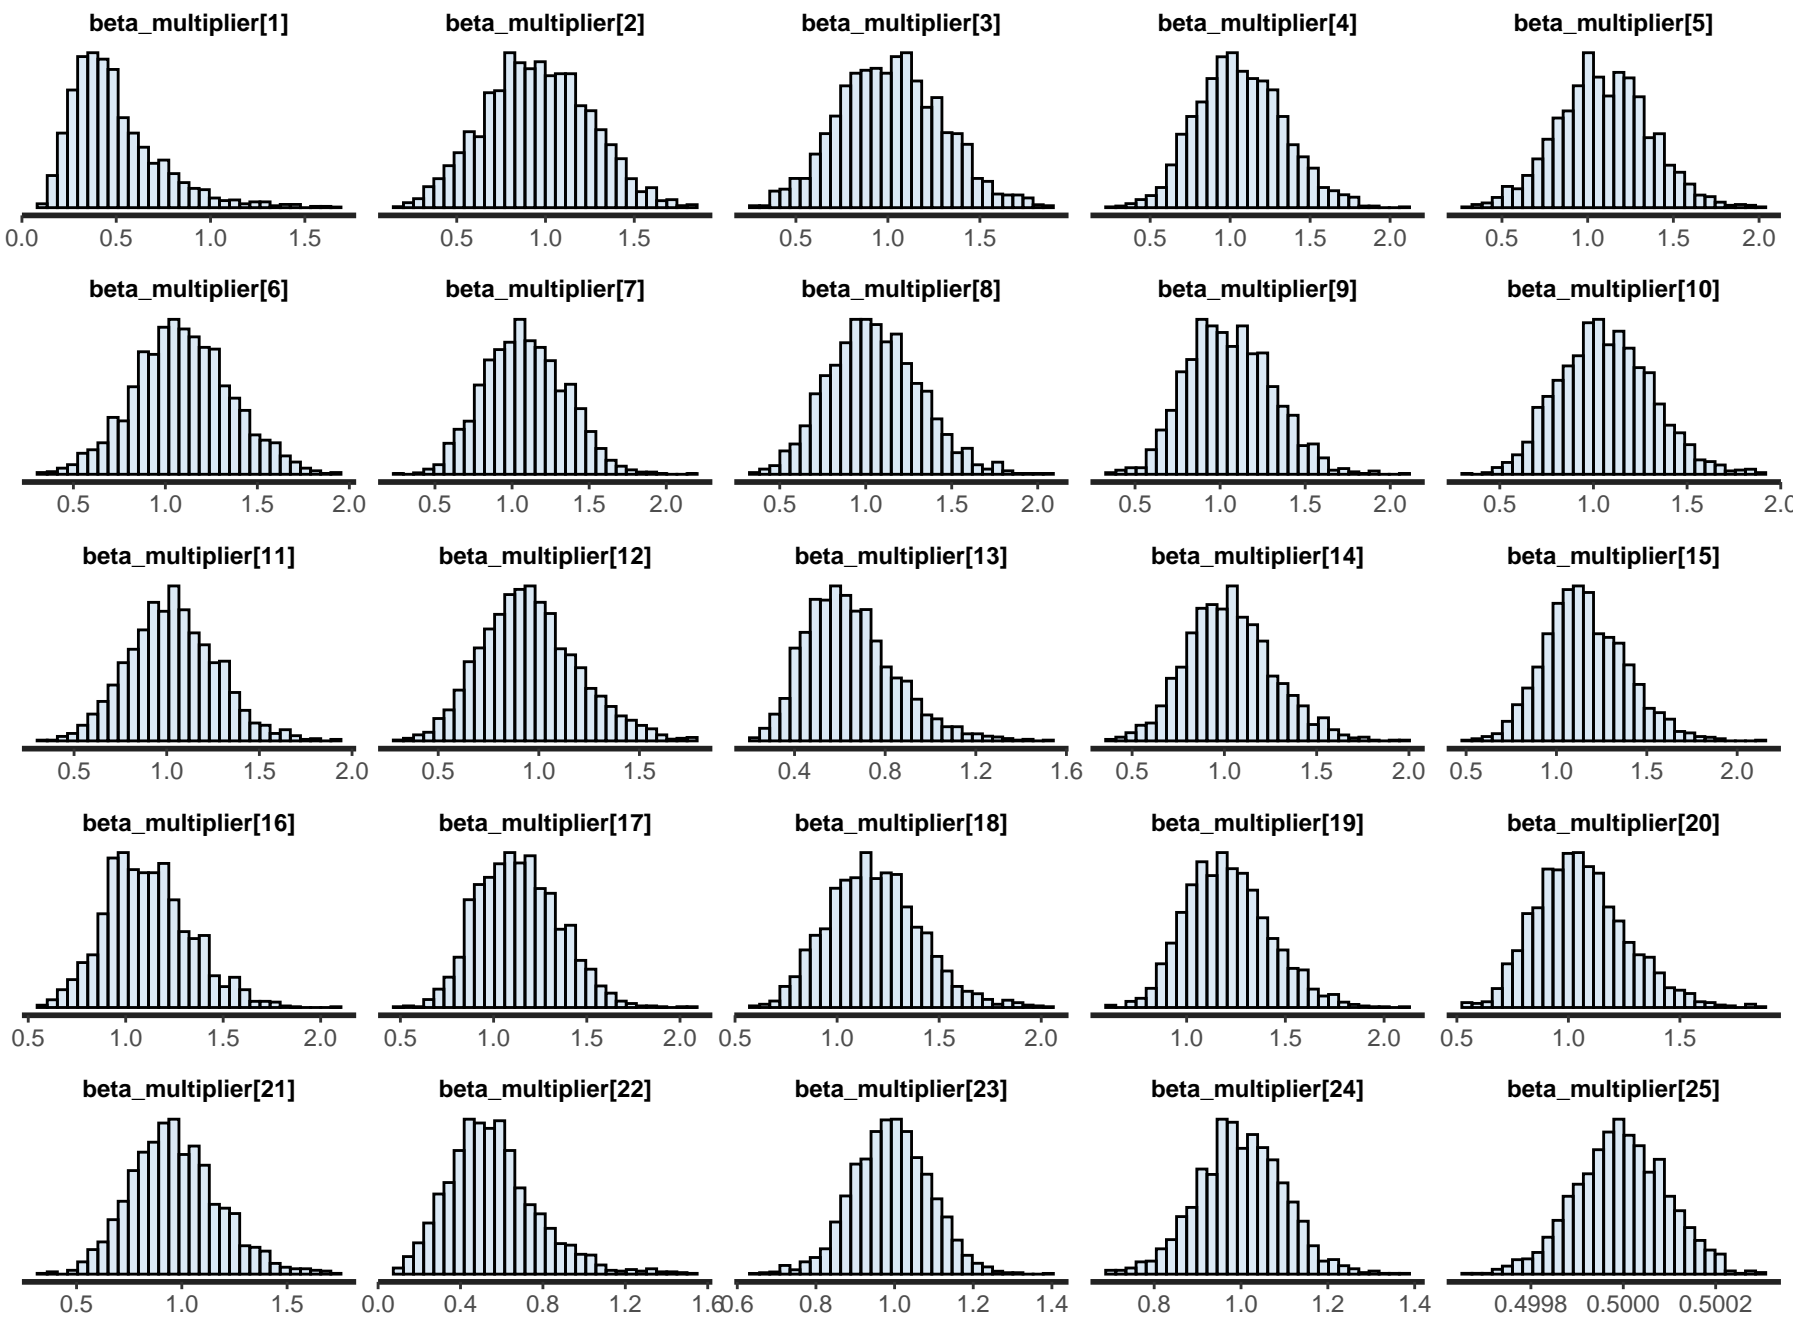 beta_multiplier[1] beta_multiplier[2] beta_multiplier[3] beta_multiplier[4] beta_multiplier[5]
0.0 0.5 1.0 1.5 0.5 1.0 1.5 0.5 1.0 1.5 0.5 1.0 1.5 2.0 0.5 1.0 1.5 2.0
beta_multiplier[6] beta_multiplier[7] beta_multiplier[8] beta_multiplier[9] beta_multiplier[10]
0.5 1.0 1.5 2.0 0.5 1.0 1.5 2.0 0.5 1.0 1.5 2.0 0.5 1.0 1.5 2.0 0.5 1.0 1.5 2.0
beta_multiplier[11] beta_multiplier[12] beta_multiplier[13] beta_multiplier[14] beta_multiplier[15]
0.5 1.0 1.5 2.0 0.5 1.0 1.5 0.4 0.8 1.2 1.6 0.5 1.0 1.5 2.0 0.5 1.0 1.5 2.0
beta_multiplier[16] beta_multiplier[17] beta_multiplier[18] beta_multiplier[19] beta_multiplier[20]
0.5 1.0 1.5 2.0 0.5 1.0 1.5 2.0 0.5 1.0 1.5 2.0 1.0 1.5 2.0 0.5 1.0 1.5
beta_multiplier[21] beta_multiplier[22] beta_multiplier[23] beta_multiplier[24] beta_multiplier[25]
0.5 1.0 1.5 0.0 0.4 0.8 1.2 1.6 0.6 0.8 1.0 1.2 1.4 0.8 1.0 1.2 1.4 0.4998 0.5000 0.5002